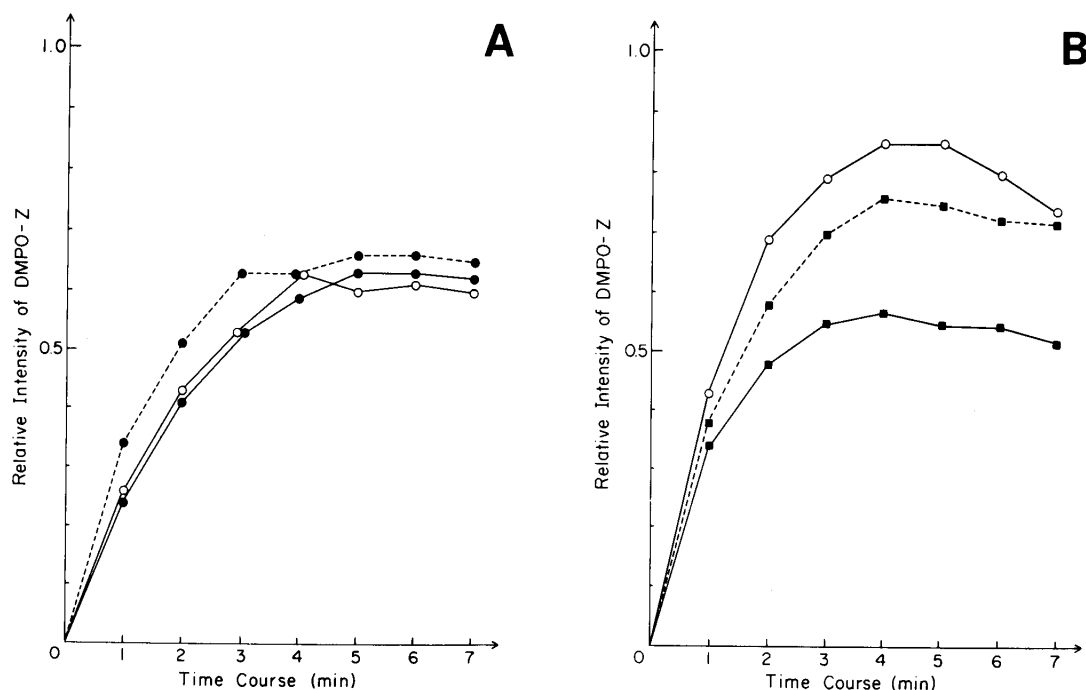 A
1.0
0.5
0
Relative Intensity of DMPO-Z
1 2 3 4 5 6 7
Time Course (min)
B
1.0
0.5
0
Relative Intensity of DMPO-Z
1 2 3 4 5 6 7
Time Course (min)